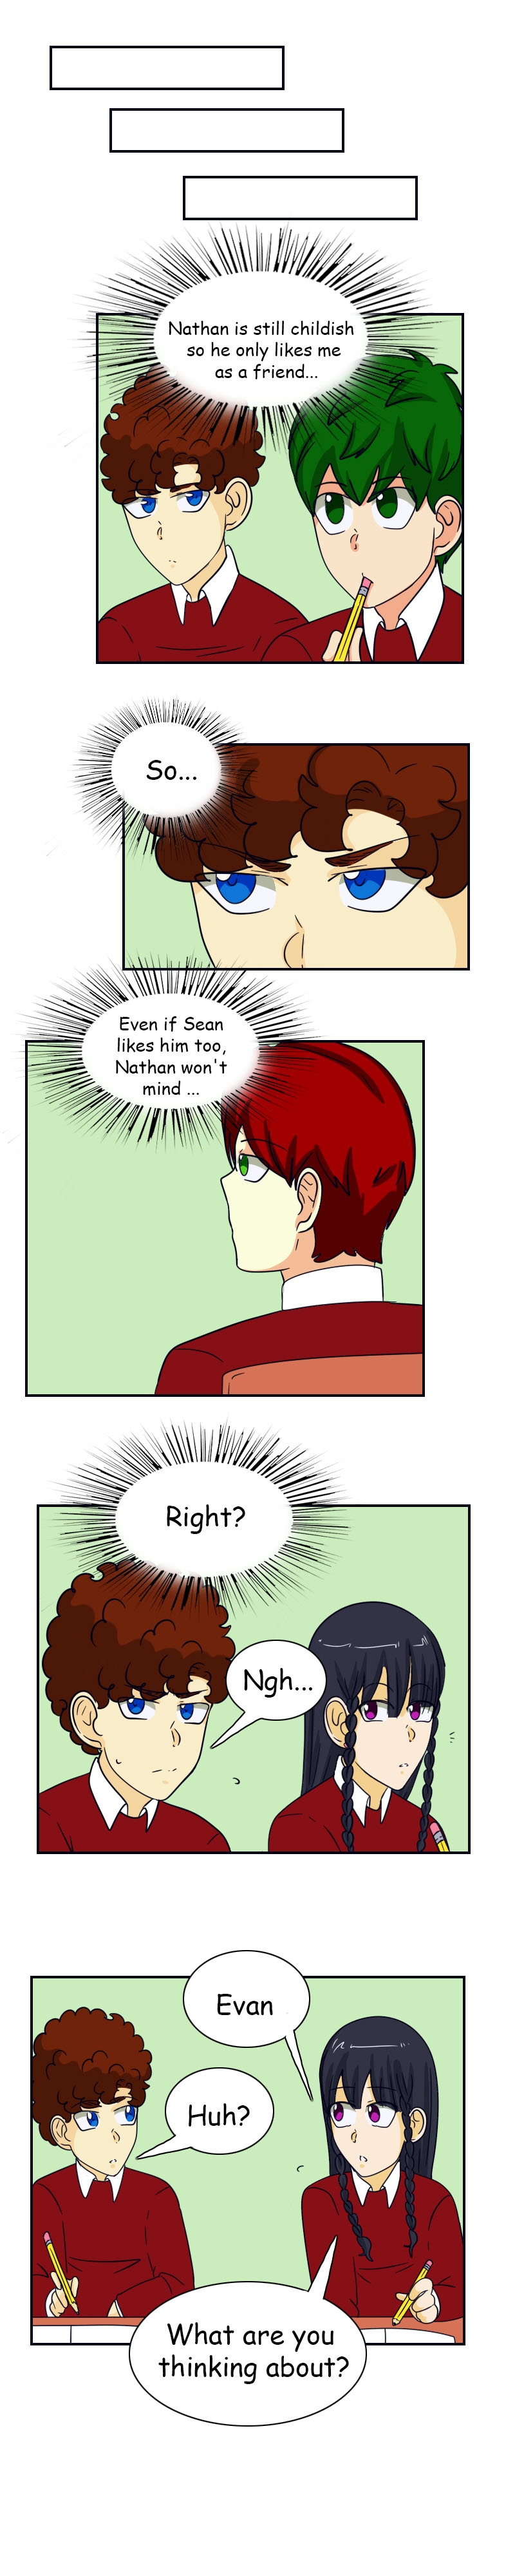 Nathan is still childish
so he only likes me
as a friend...
So...
Even if Sean
likes him too,
Nathan won't
mind ...
Right?
Ngh...
Evan
Huh?
What are you
thinking about?